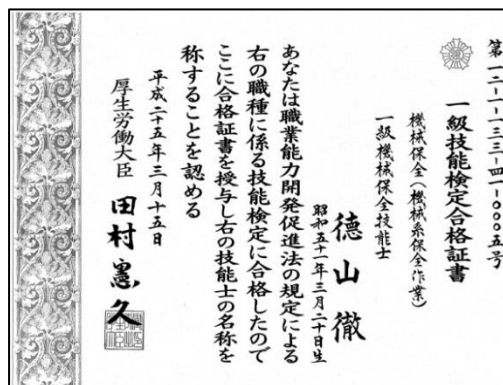 第一二-一-一三三-四一-〇〇〇五号
一級技能検定合格証書
機械保全(機械系保全作業)
一級機械保全技能士
徳山徹
昭和五十一年三月二十日生
あなたは職業能力開発促進法の規定による
右の職種に係る技能検定に合格したので
ここに合格証書を授与し右の技能士の名称を
称することを認める
平成二十五年三月十五日
厚生労働大臣 田村憲久